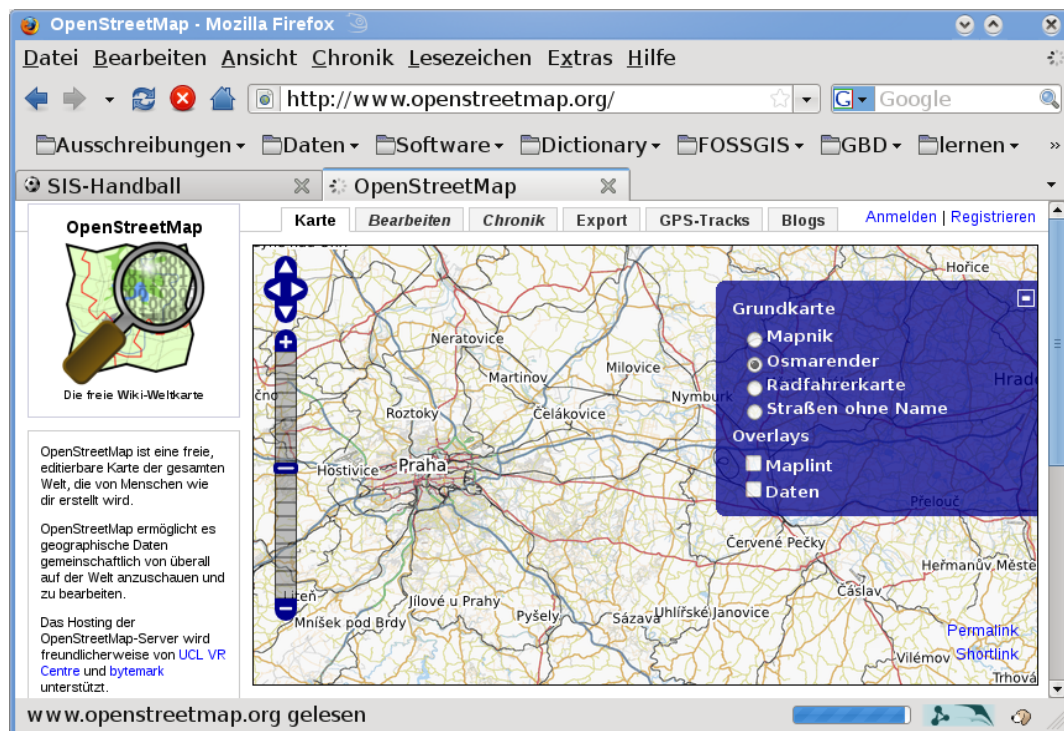 OpenStreetMap - Mozilla Firefox
Datei Bearbeiten Ansicht Chronik Lesezeichen Extras Hilfe
http://www.openstreetmap.org/
G Google
Ausschreibungen Daten Software Dictionary FOSSGIS GBD lernen »
SIS-Handball OpenStreetMap
OpenStreetMap
Die freie Wiki-Weltkarte
OpenStreetMap ist eine freie,
editierbare Karte der gesamten
Welt, die von Menschen wie
dir erstellt wird.
OpenStreetMap ermöglicht es
geographische Daten
gemeinschaftlich von überall
auf der Welt anzuschauen und
zu bearbeiten.
Das Hosting der
OpenStreetMap-Server wird
freundlicherweise von UCL VR
Centre und bytemark
unterstützt.
Karte Bearbeiten Chronik Export GPS-Tracks Blogs Anmelden | Registrieren
Hořice
Neratovice
Martinov
Milovice
Nymburk
Roztoky
Čelákovice
Hostivice
Praha
Přelouč
Červené Pečky
Heřmanův Měste
Čáslav
Jílové u Prahy
Mníšek pod Brdy
Pyšely
Sázava
Uhlířské Janovice
Vilémov
Trhová
Grundkarte
Mapnik
Osmarender
Radfahrerkarte
Straßen ohne Name
Overlays
Maplint
Daten
Permalink
Shortlink
www.openstreetmap.org gelesen